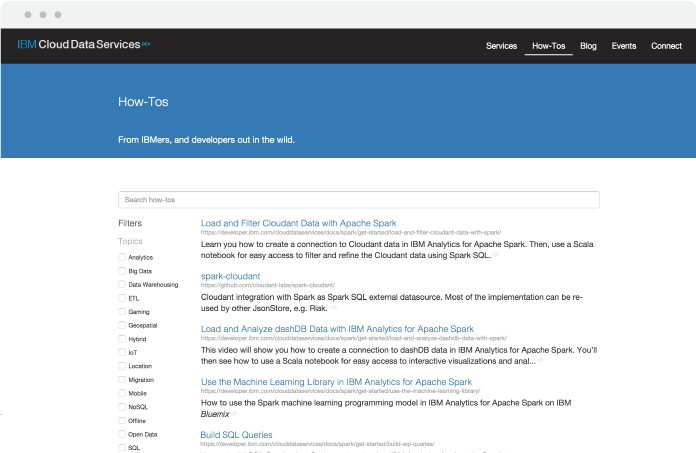 IBM Cloud Data Services DEV
Services How-Tos Blog Events Connect
How-Tos
From IBMers, and developers out in the wild.
Search how-tos
Filters
Topics
Analytics
Big Data
Data Warehousing
ETL
Gaming
Geospatial
Hybrid
IoT
Location
Migration
Mobile
NoSQL
Offline
Open Data
SQL
Load and Filter Cloudant Data with Apache Spark
https://developer.ibm.com/clouddataservices/docs/spark/get-started/load-and-filter-cloudant-data-with-spark/
Learn you how to create a connection to Cloudant data in IBM Analytics for Apache Spark. Then, use a Scala
notebook for easy access to filter and refine the Cloudant data using Spark SQL.
spark-cloudant
https://github.com/cloudant-labs/spark-cloudant/
Cloudant integration with Spark as Spark SQL external datasource. Most of the implementation can be re-
used by other JsonStore, e.g. Riak.
Load and Analyze dashDB Data with IBM Analytics for Apache Spark
https://developer.ibm.com/clouddataservices/docs/spark/get-started/load-and-analyze-dashdb-data-with-spark/
This video will show you how to create a connection to dashDB data in IBM Analytics for Apache Spark. You'll
then see how to use a Scala notebook for easy access to interactive visualizations and anal...
Use the Machine Learning Library in IBM Analytics for Apache Spark
https://developer.ibm.com/clouddataservices/docs/spark/get-started/use-the-machine-learning-library/
How to use the Spark machine learning programming model in IBM Analytics for Apache Spark on IBM
Bluemix
Build SQL Queries
https://developer.ibm.com/clouddataservices/docs/spark/get-started/build-sql-queries/